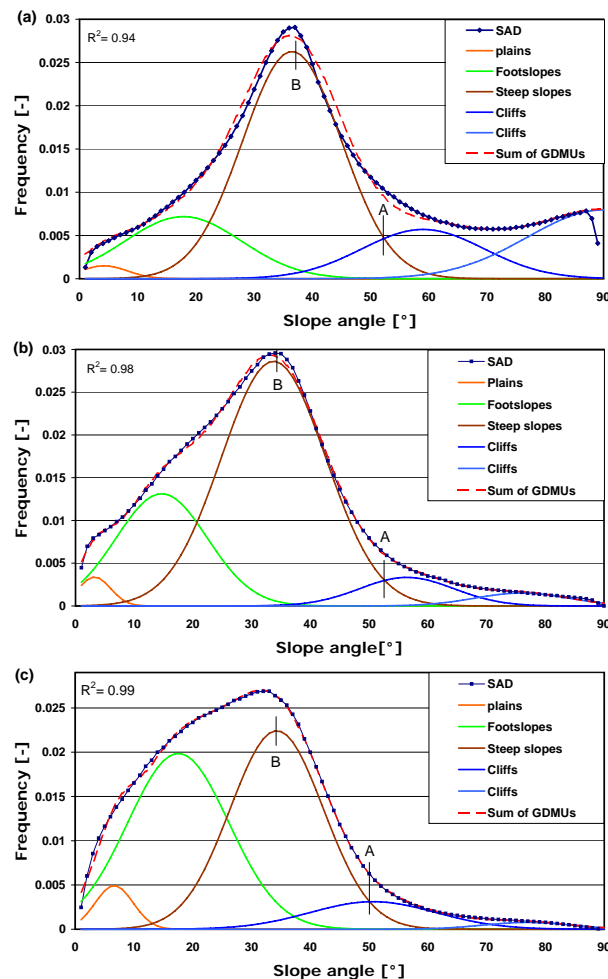 (a)
0.03
0.025
0.02
0.015
0.01
0.005
0
Frequency [-]
R2= 0.94
B
A
SAD
plains
Footslopes
Steep slopes
Cliffs
Cliffs
Sum of GDMUs
0 10 20 30 40 50 60 70 80 90
Slope angle [°]
(b)
0.03
0.025
0.02
0.015
0.01
0.005
0
Frequency [-]
R2= 0.98
B
A
SAD
Plains
Footslopes
Steep slopes
Cliffs
Cliffs
Sum of GDMUs
0 10 20 30 40 50 60 70 80 90
Slope angle[°]
(c)
0.025
0.02
0.015
0.01
0.005
0
Frequency [-]
R2= 0.99
B
A
SAD
plains
Footslopes
Steep slopes
Cliffs
Cliffs
Sum of GDMUs
0 10 20 30 40 50 60 70 80 90
Slope angle [°]